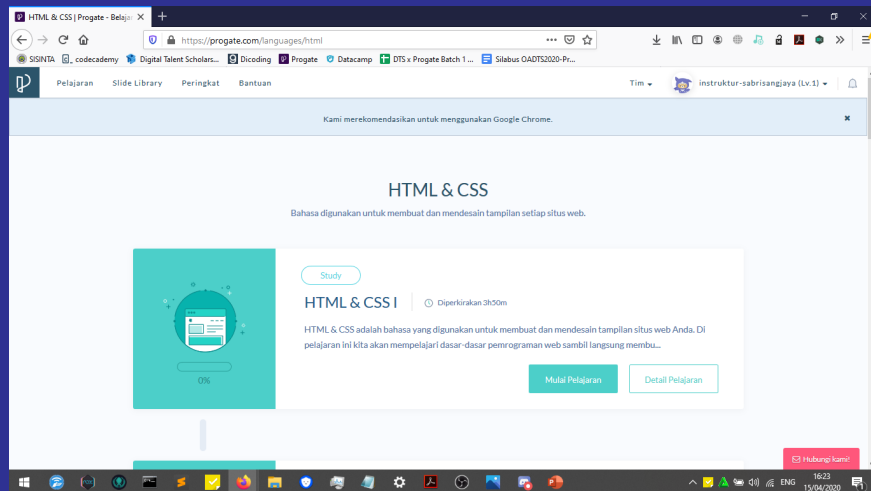 HTML & CSS | Progate - Belaja
https://progate.com/languages/html
SISINTA
codecademy
Digital Talent Scholars...
Dicoding
Progate
Datacamp
DTS x Progate Batch 1 ...
Silabus OADTS2020-Pr...
Pelajaran
Slide Library
Peringkat
Bantuan
Tim
instruktur-sabrisangjaya (Lv.1)
Kami merekomendasikan untuk menggunakan Google Chrome.
HTML & CSS
Bahasa digunakan untuk membuat dan mendesain tampilan setiap situs web.
Study
HTML & CSS I
Diperkirakan 3h50m
HTML & CSS adalah bahasa yang digunakan untuk membuat dan mendesain tampilan situs web Anda. Di
pelajaran ini kita akan mempelajari dasar-dasar pemrograman web sambil langsung membu...
0%
Mulai Pelajaran
Detail Pelajaran
Hubungi kami!
ENG
16:23
15/04/2020